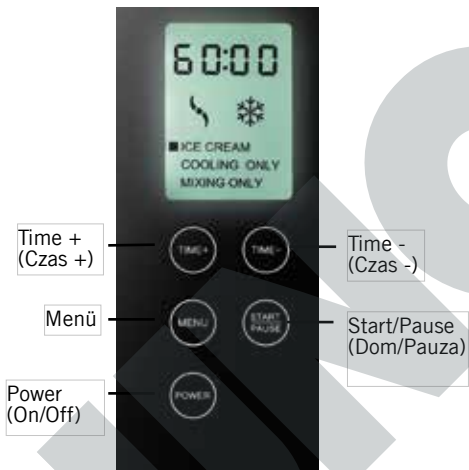 60:00
ICE CREAM
COOLING ONLY
MIXING ONLY
Time +
(Czas +)
TIME+
TIME-
Time -
(Czas -)
Menü
MENU
START
PAUSE
Start/Pause
(Dom/Pauza)
Power
(On/Off)
POWER